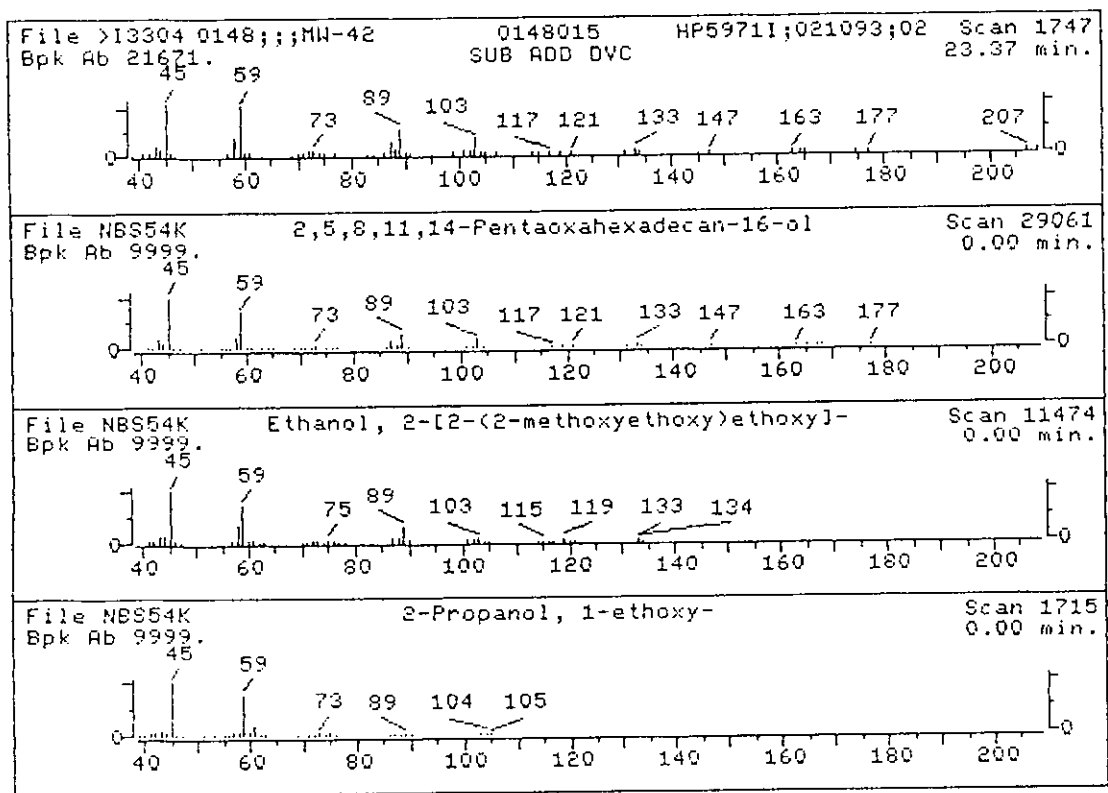 File >I3304 0148;;;MW-42 0148015 HP5971I;021093;02 Scan 1747
Bpk Ab 21671. SUB ADD DVC 23.37 min.
45 59 73 89 103 117 121 133 147 163 177 207
0 0
40 60 80 100 120 140 160 180 200
File NBS54K 2,5,8,11,14-Pentaoxahexadecan-16-ol Scan 29061
Bpk Ab 9999. 0.00 min.
45 59 73 89 103 117 121 133 147 163 177
0 0
40 60 80 100 120 140 160 180 200
File NBS54K Ethanol, 2-[2-(2-methoxyethoxy)ethoxy]- Scan 11474
Bpk Ab 9999. 0.00 min.
45 59 75 89 103 115 119 133 134
0 0
40 60 80 100 120 140 160 180 200
File NBS54K 2-Propanol, 1-ethoxy- Scan 1715
Bpk Ab 9999. 0.00 min.
45 59 73 89 104 105
0 0
40 60 80 100 120 140 160 180 200